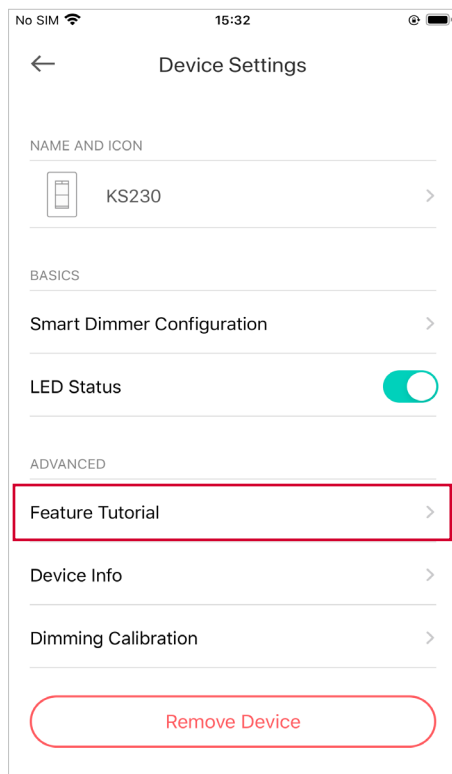 No SIM 15:32
Device Settings
NAME AND ICON
KS230
BASICS
Smart Dimmer Configuration
LED Status
ADVANCED
Feature Tutorial
Device Info
Dimming Calibration
Remove Device